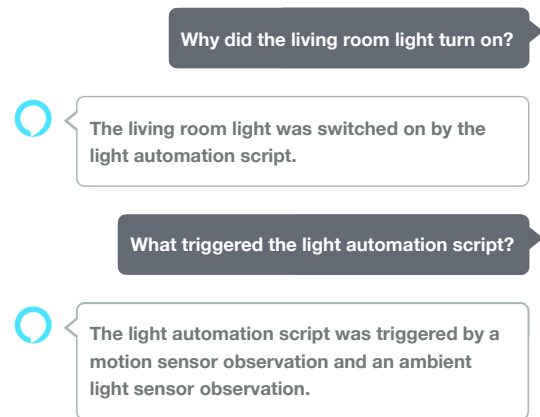 Why did the living room light turn on?
The living room light was switched on by the
light automation script.
What triggered the light automation script?
The light automation script was triggered by a
motion sensor observation and an ambient
light sensor observation.